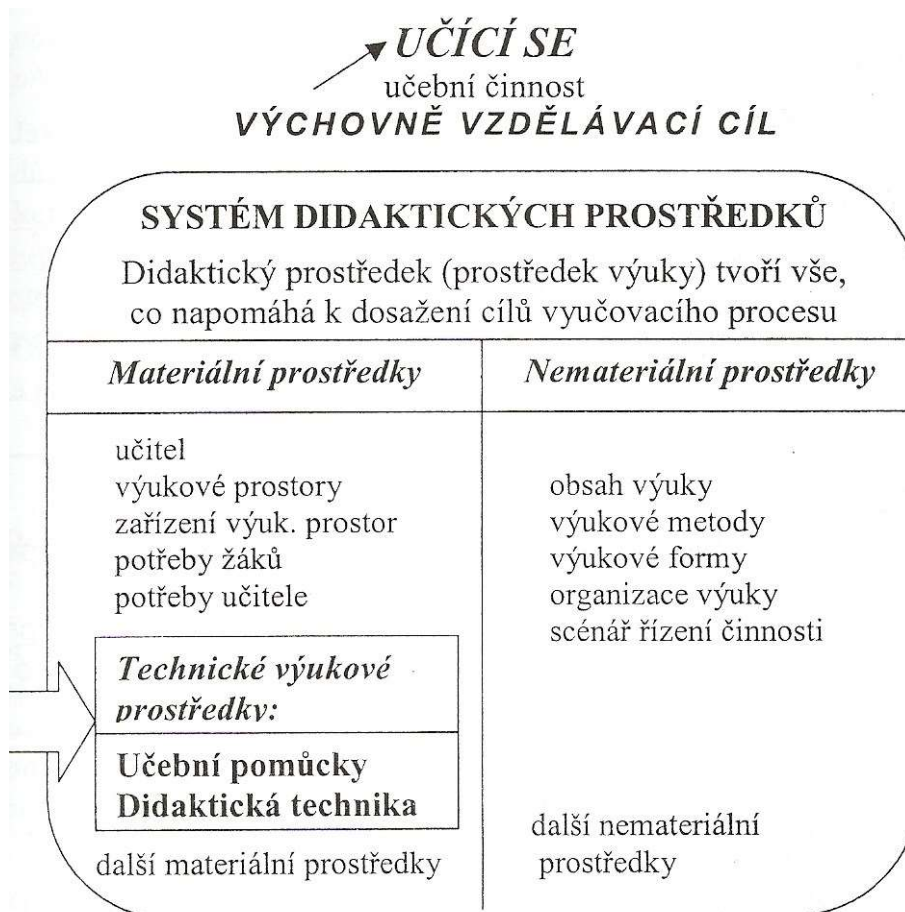 UČÍCÍ SE
učební činnost
VÝCHOVNĚ VZDĚLÁVACÍ CÍL
SYSTÉM DIDAKTICKÝCH PROSTŘEDKŮ
Didaktický prostředek (prostředek výuky) tvoří vše,
co napomáhá k dosažení cílů vyučovacího procesu
Materiální prostředky
učitel
výukové prostory
zařízení výuk. prostor
potřeby žáků
potřeby učitele
Technické výukové
prostředky:
Učební pomůcky
Didaktická technika
další materiální prostředky
Nemateriální prostředky
obsah výuky
výukové metody
výukové formy
organizace výuky
scénář řízení činnosti
další nemateriální
prostředky